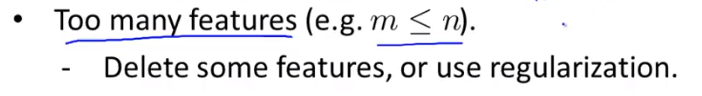 • Too many features (e.g. m ≤ n).
- Delete some features, or use regularization.